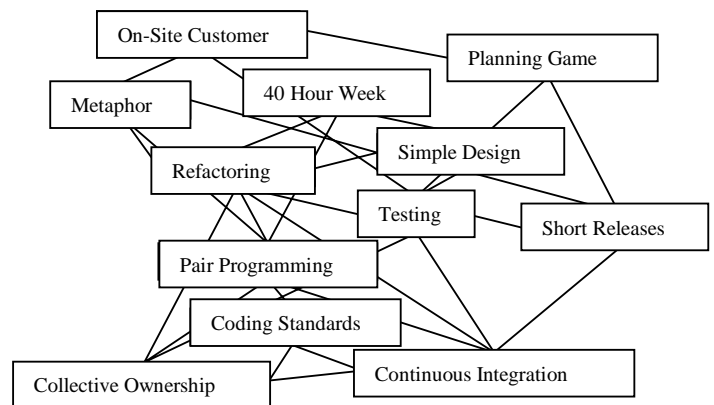 On-Site Customer
Planning Game
40 Hour Week
Metaphor
Simple Design
Refactoring
Testing
Short Releases
Pair Programming
Coding Standards
Continuous Integration
Collective Ownership